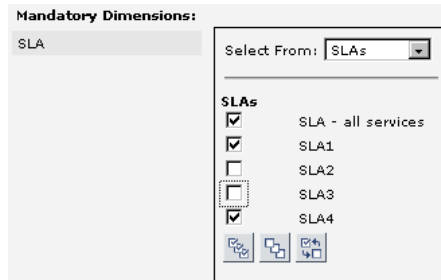 Mandatory Dimensions:
SLA
Select From: SLAs
SLAs
SLA - all services
SLA1
SLA2
SLA3
SLA4